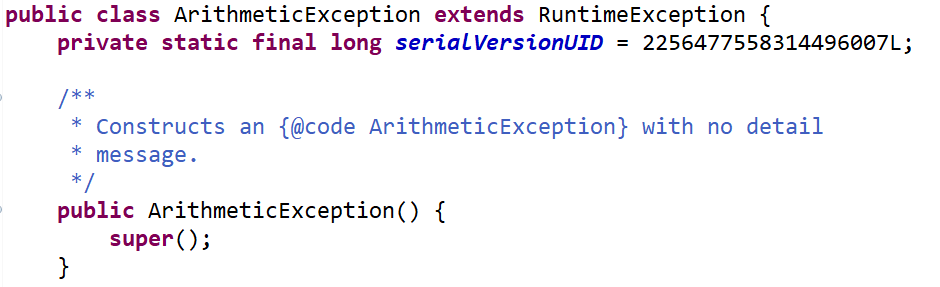 public class ArithmeticException extends RuntimeException {
    private static final long serialVersionUID = 2256477558314496007L;

    /**
     * Constructs an {@code ArithmeticException} with no detail
     * message.
     */
    public ArithmeticException() {
        super();
    }